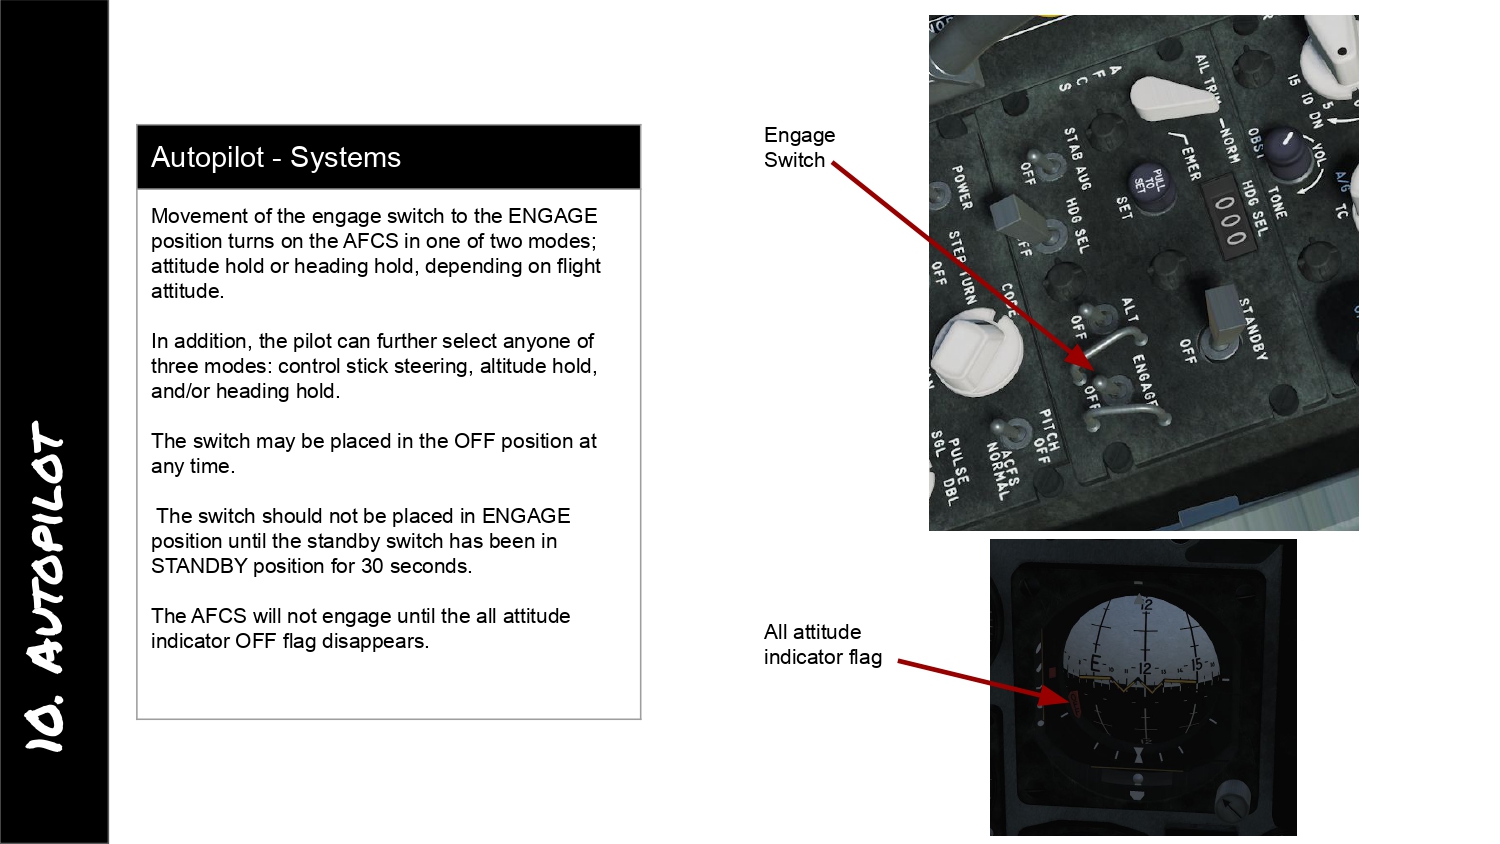 10. AUTOPILOT
Autopilot - Systems
Movement of the engage switch to the ENGAGE
position turns on the AFCS in one of two modes;
attitude hold or heading hold, depending on flight
attitude.
In addition, the pilot can further select anyone of
three modes: control stick steering, altitude hold,
and/or heading hold.
The switch may be placed in the OFF position at
any time.
The switch should not be placed in ENGAGE
position until the standby switch has been in
STANDBY position for 30 seconds.
The AFCS will not engage until the all attitude
indicator OFF flag disappears.
Engage
Switch
AFCS
AIL TRIM
NORM
EMER
STAB AUG
OFF
PULL
TO
SET
SET
HDG SEL
000
HDG SEL
OBST
VOL
TONE
15 10 5
DN
A/G
TC
POWER
STEP TURN
OFF
CODE
ALT
OFF
ENGAGE
OFF
STANDBY
OFF
PITCH
OFF
ACFS
NORMAL
SGL
PULSE
DBL
All attitude
indicator flag
12
E
12
15